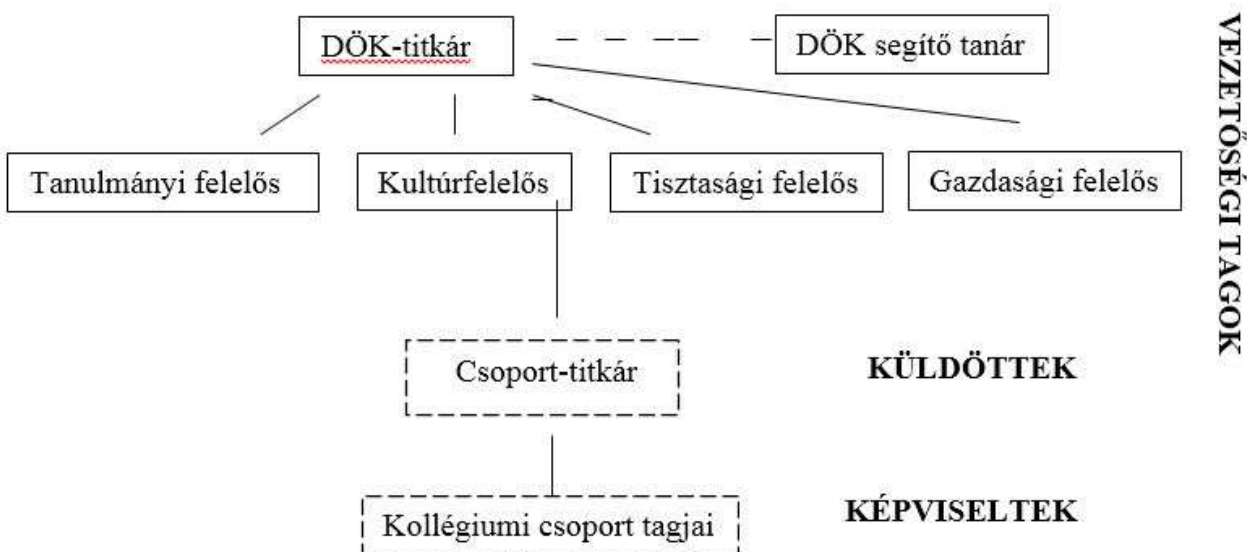 DÖK-titkár
DÖK segítő tanár
Tanulmányi felelős
Kultúrfelelős
Tisztasági felelős
Gazdasági felelős
VEZETŐSÉGI TAGOK
Csoport-titkár
KÜLDÖTTEK
Kollégiumi csoport tagjai
KÉPVISELTEK